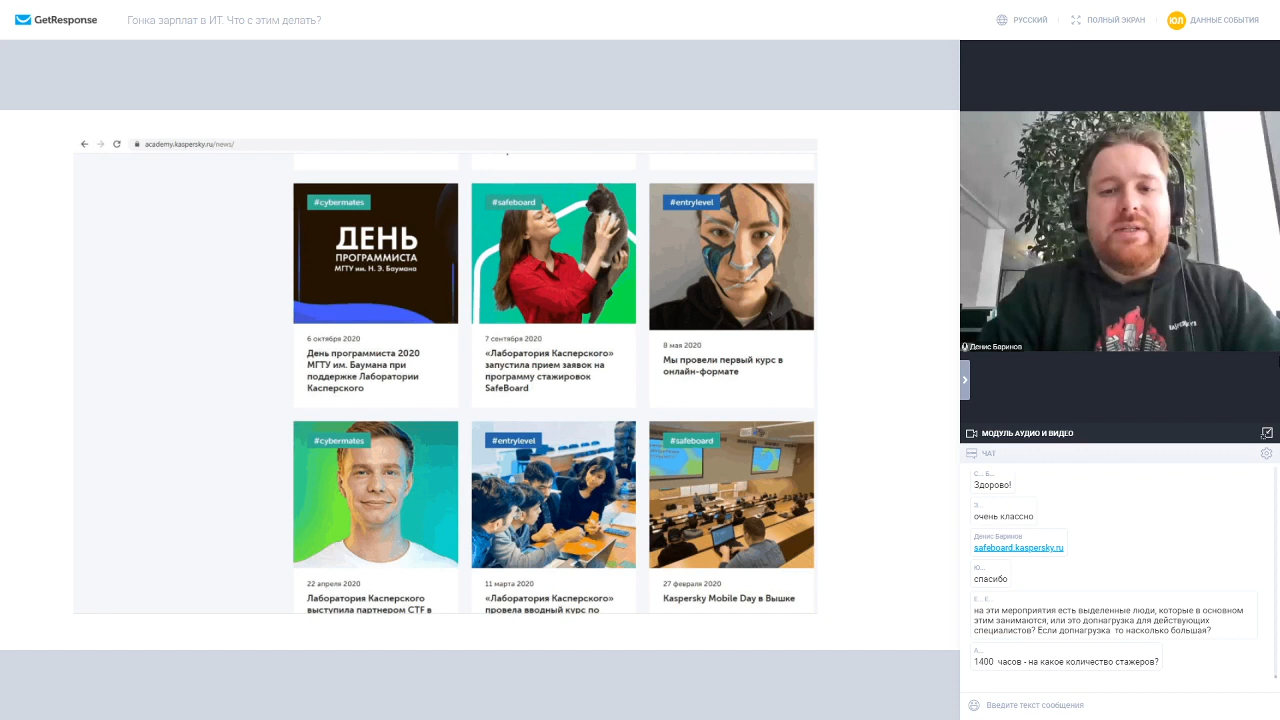 GetResponse
Гонка зарплат в ИТ. Что с этим делать?
РУССКИЙ
ПОЛНЫЙ ЭКРАН
ЮЛ
ДАННЫЕ СОБЫТИЯ
academy.kaspersky.ru/news/
#cybermates
ДЕНЬ
ПРОГРАММИСТА
МГТУ им. Н. Э. Баумана
6 октября 2020
День программиста 2020
МГТУ им. Баумана при
поддержке Лаборатории
Касперского
#safeboard
7 сентября 2020
«Лаборатория Касперского»
запустила прием заявок на
программу стажировок
SafeBoard
#entrylevel
8 мая 2020
Мы провели первый курс в
онлайн-формате
#cybermates
22 апреля 2020
Лаборатория Касперского
выступила партнером CTF в
#entrylevel
11 марта 2020
«Лаборатория Касперского»
провела вводный курс по
#safeboard
27 февраля 2020
Kaspersky Mobile Day в Вышке
Денис Баринов
МОДУЛЬ АУДИО И ВИДЕО
ЧАТ
С... Б...
Здорово!
З...
очень классно
Денис Баринов
safeboard.kaspersky.ru
Ю...
спасибо
Е... Е...
на эти мероприятия есть выделенные люди, которые в основном
этим занимаются, или это допнагрузка для действующих
специалистов? Если допнагрузка то насколько большая?
А...
1400 часов - на какое количество стажеров?
Введите текст сообщения